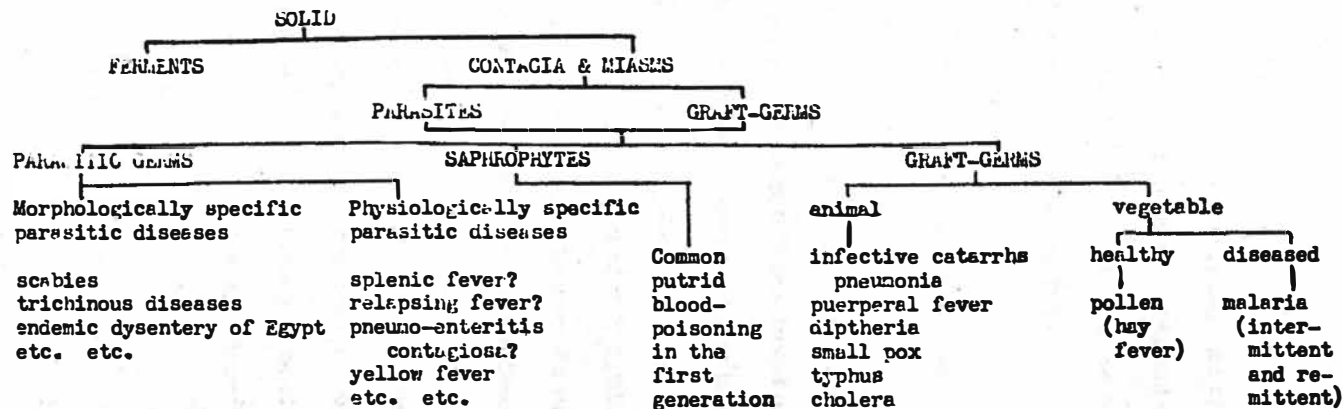 SOLID
FERMENTS CONTAGIA & MIASMS
PARASITES GRAFT-GERMS
PARASITIC GERMS SAPHROPHYTES GRAFT-GERMS
Morphologically specific
parasitic diseases
scabies
trichinous diseases
endemic dysentery of Egypt
etc. etc.
Physiologically specific
parasitic diseases
splenic fever?
relapsing fever?
pneumo-enteritis
contagiosa?
yellow fever
etc. etc.
Common
putrid
blood-
poisoning
in the
first
generation
animal
infective catarrhs
pneumonia
puerperal fever
diptheria
small pox
typhus
cholera
vegetable
healthy
pollen
(hay
fever)
diseased
malaria
(inter-
mittent
and re-
mittent)